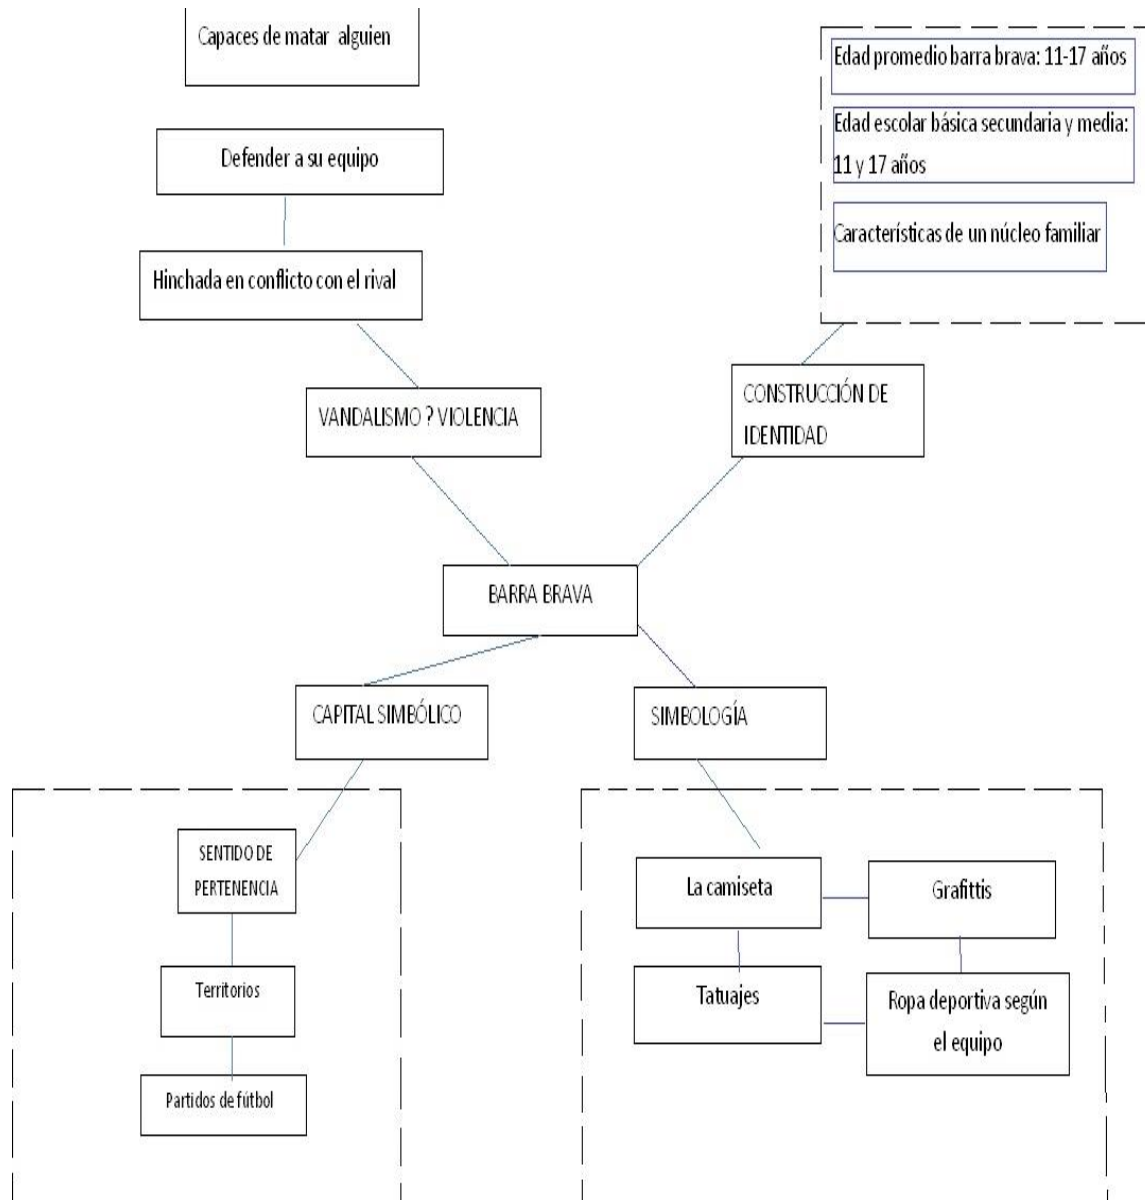 Capaces de matar alguien
Edad promedio barra brava: 11-17 años
Edad escolar básica secundaria y media:
11 y 17 años
Defender a su equipo
Características de un núcleo familiar
Hinchada en conflicto con el rival
VANDALISMO ? VIOLENCIA
CONSTRUCCIÓN DE
IDENTIDAD
BARRA BRAVA
CAPITAL SIMBÓLICO
SIMBOLOGÍA
SENTIDO DE
PERTENENCIA
La camiseta
Grafittis
Territorios
Tatuajes
Ropa deportiva según
el equipo
Partidos de fútbol